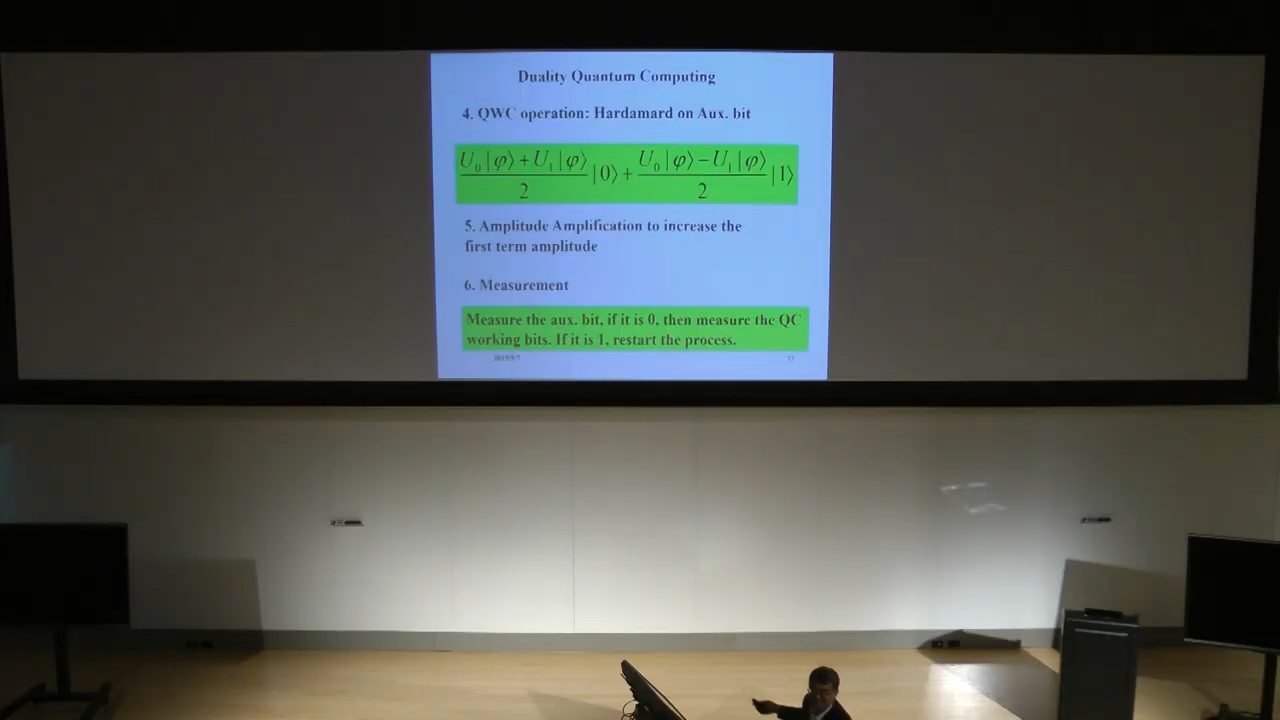 Duality Quantum Computing
4. QWC operation: Hardamard on Aux. bit
U₀|φ⟩+U₁|φ⟩/2 |0⟩ + U₀|φ⟩−U₁|φ⟩/2 |1⟩
5. Amplitude Amplification to increase the
first term amplitude
6. Measurement
Measure the aux. bit, if it is 0, then measure the QC
working bits. If it is 1, restart the process.